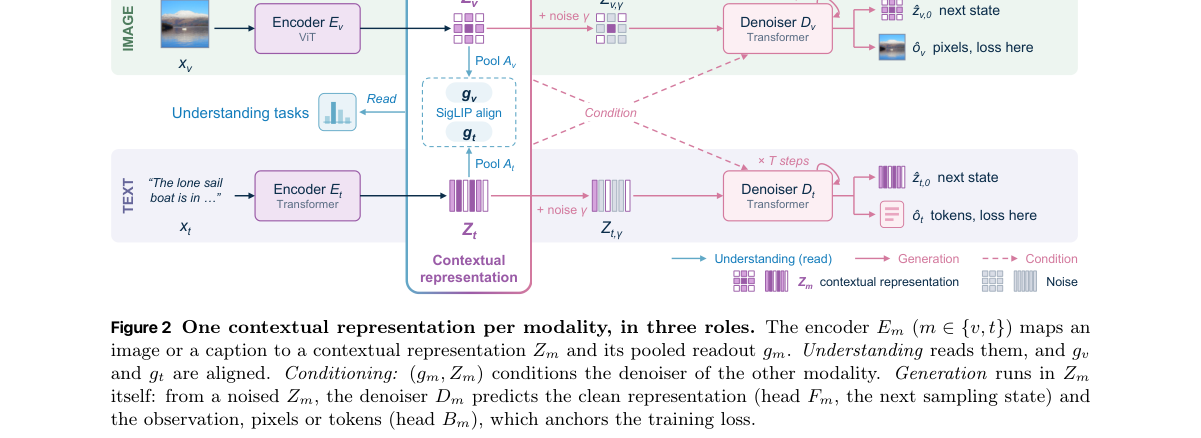 Z_v
Z_{v,γ}
+ noise γ
IMAGE
Encoder E_v
ViT
Denoiser D_v
Transformer
ẑ_{v,0} next state
ô_v pixels, loss here
x_v
Pool A_v
g_v
SigLIP align
g_t
Understanding tasks
Read
Condition
Pool A_t
TEXT
“The lone sail
boat is in …”
x_t
Encoder E_t
Transformer
+ noise γ
Z_t
Z_{t,γ}
× T steps
Denoiser D_t
Transformer
ẑ_{t,0} next state
ô_t tokens, loss here
Contextual
representation
Understanding (read) Generation Condition
Z_m contextual representation Noise
Figure 2 One contextual representation per modality, in three roles. The encoder E_m (m ∈ {v, t}) maps an
image or a caption to a contextual representation Z_m and its pooled readout g_m. Understanding reads them, and g_v
and g_t are aligned. Conditioning: (g_m, Z_m) conditions the denoiser of the other modality. Generation runs in Z_m
itself: from a noised Z_m, the denoiser D_m predicts the clean representation (head F_m, the next sampling state) and
the observation, pixels or tokens (head B_m), which anchors the training loss.